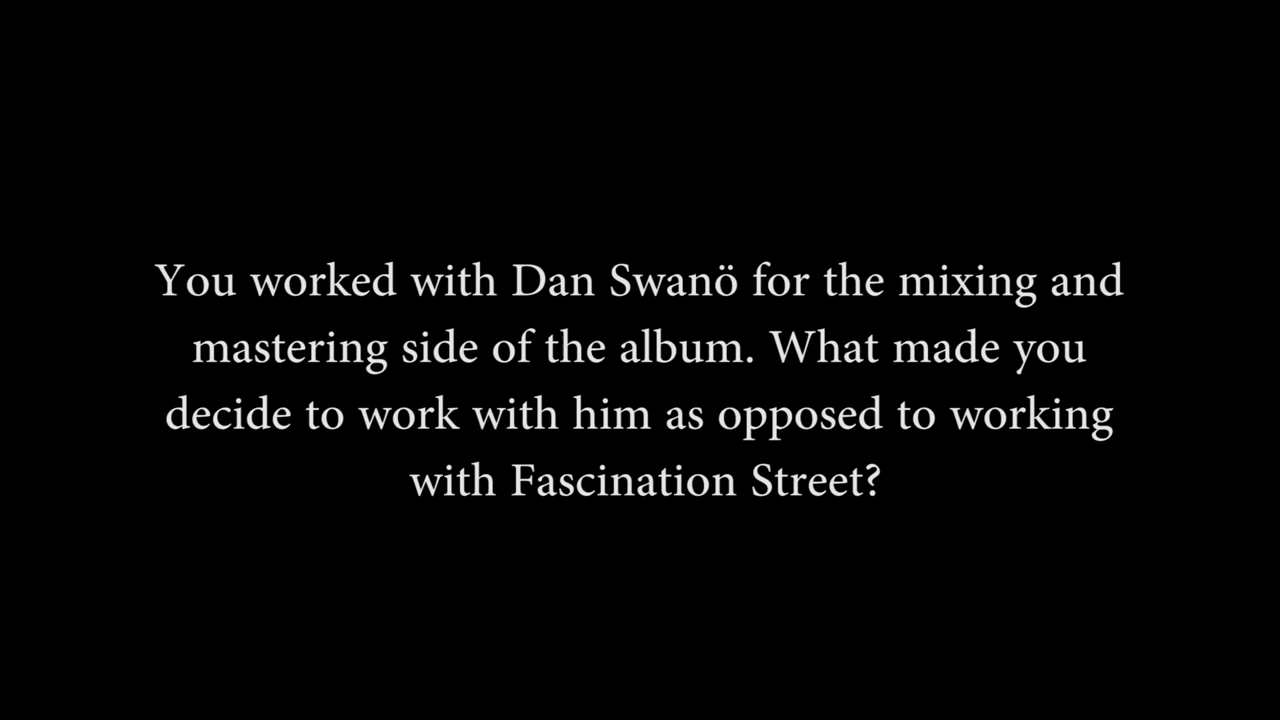 You worked with Dan Swanö for the mixing and
mastering side of the album. What made you
decide to work with him as opposed to working
with Fascination Street?